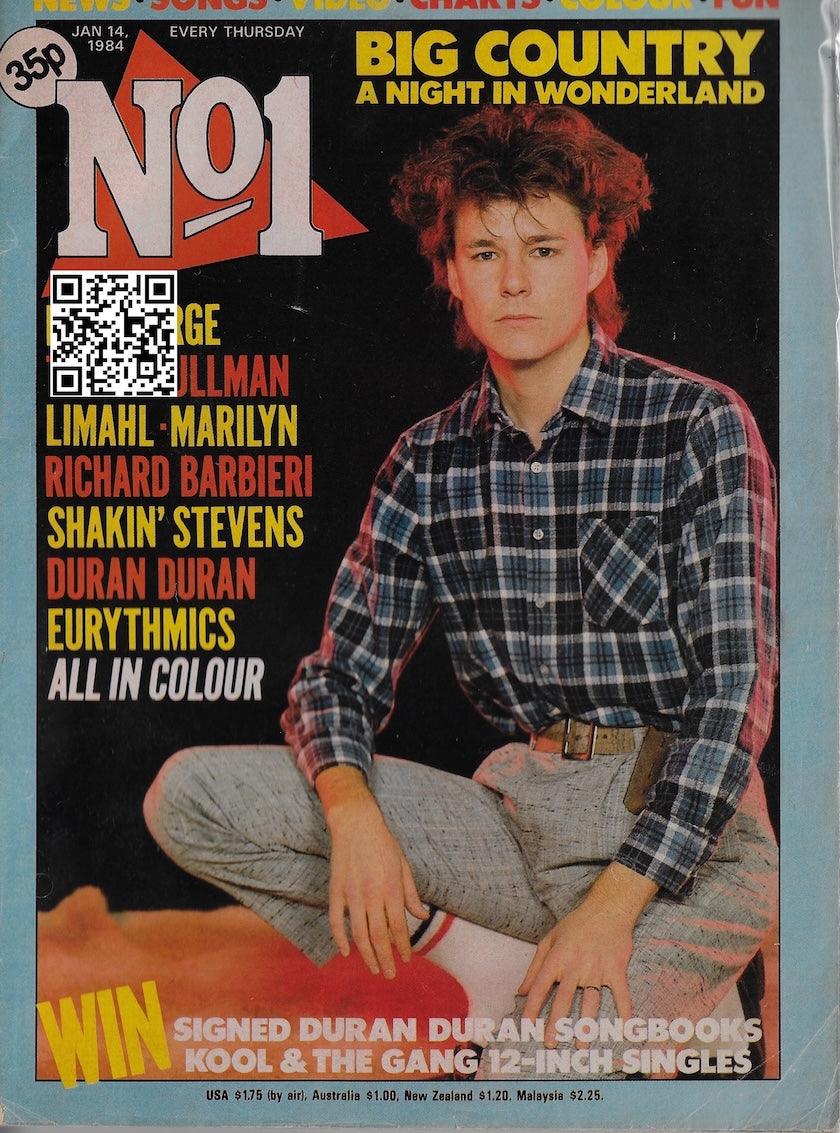 NEWS • SONGS • VIDEO • CHARTS • COLOUR • FUN
35p
JAN 14, 1984
EVERY THURSDAY
No1
BIG COUNTRY
A NIGHT IN WONDERLAND
LIMAHL · MARILYN
RICHARD BARBIERI
SHAKIN' STEVENS
DURAN DURAN
EURYTHMICS
ALL IN COLOUR
WIN
SIGNED DURAN DURAN SONGBOOKS
KOOL & THE GANG 12-INCH SINGLES
USA $1.75 (by air), Australia $1.00, New Zealand $1.20, Malaysia $2.25.